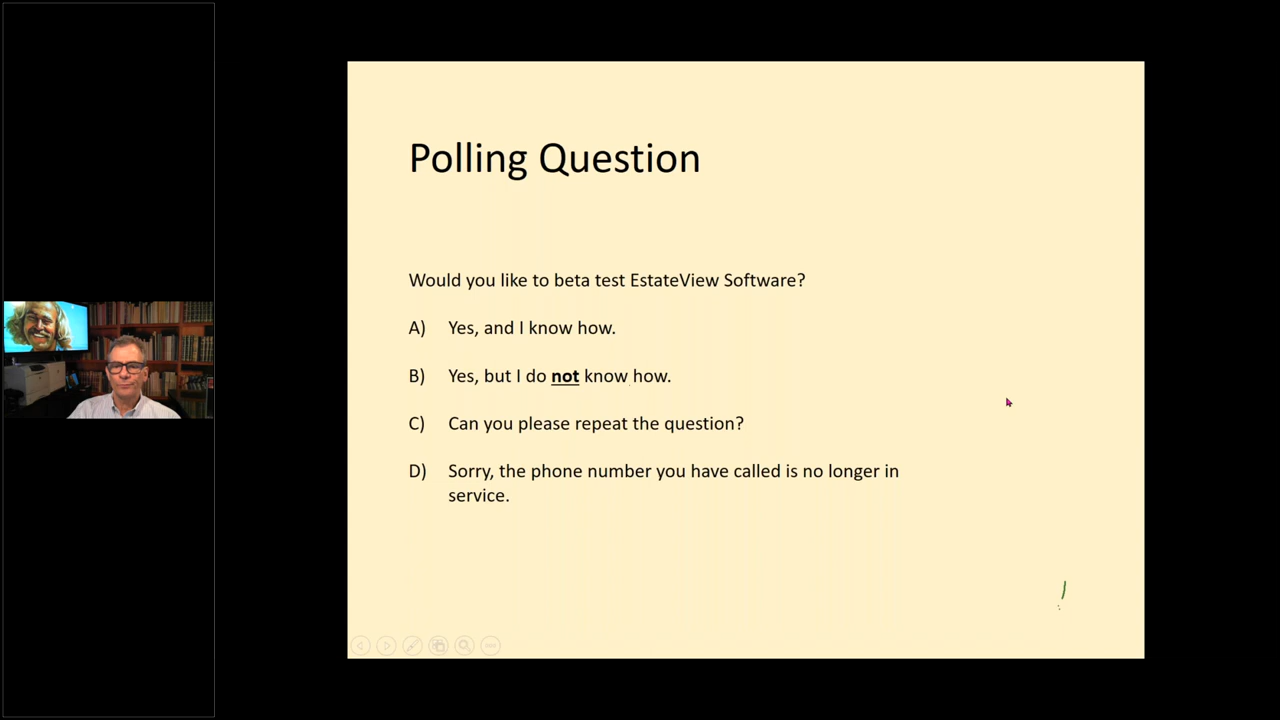 Polling Question
Would you like to beta test EstateView Software?
A) Yes, and I know how.
B) Yes, but I do not know how.
C) Can you please repeat the question?
D) Sorry, the phone number you have called is no longer in
service.